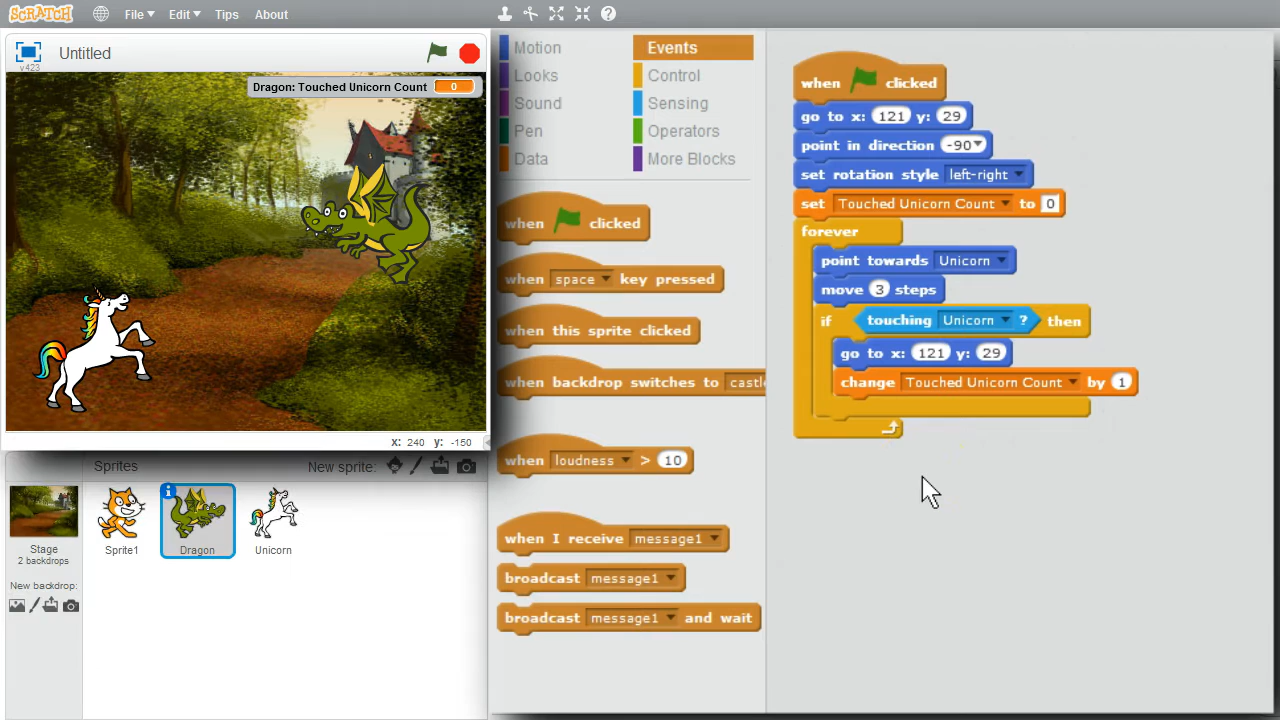 SCRATCH File Edit Tips About
v423 Untitled
Dragon: Touched Unicorn Count 0
x: 240 y: -150
Sprites New sprite:
Stage
2 backdrops
New backdrop:
Sprite1 Dragon Unicorn
Motion Events
Looks Control
Sound Sensing
Pen Operators
Data More Blocks
when clicked
when space key pressed
when this sprite clicked
when backdrop switches to castl
when loudness > 10
when I receive message1
broadcast message1
broadcast message1 and wait
when clicked
go to x: 121 y: 29
point in direction -90
set rotation style left-right
set Touched Unicorn Count to 0
forever
point towards Unicorn
move 3 steps
if touching Unicorn ? then
go to x: 121 y: 29
change Touched Unicorn Count by 1